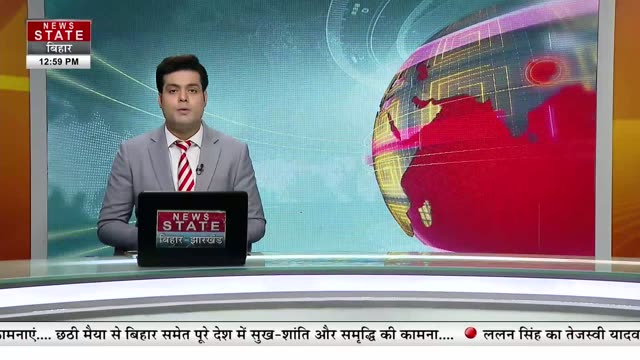 NEWS
STATE
बिहार
12:59 PM
NEWS
STATE
बिहार-झारखंड
कामनाएं.... छठी मैया से बिहार समेत पूरे देश में सुख-शांति और समृद्धि की कामना.... ललन सिंह का तेजस्वी यादव